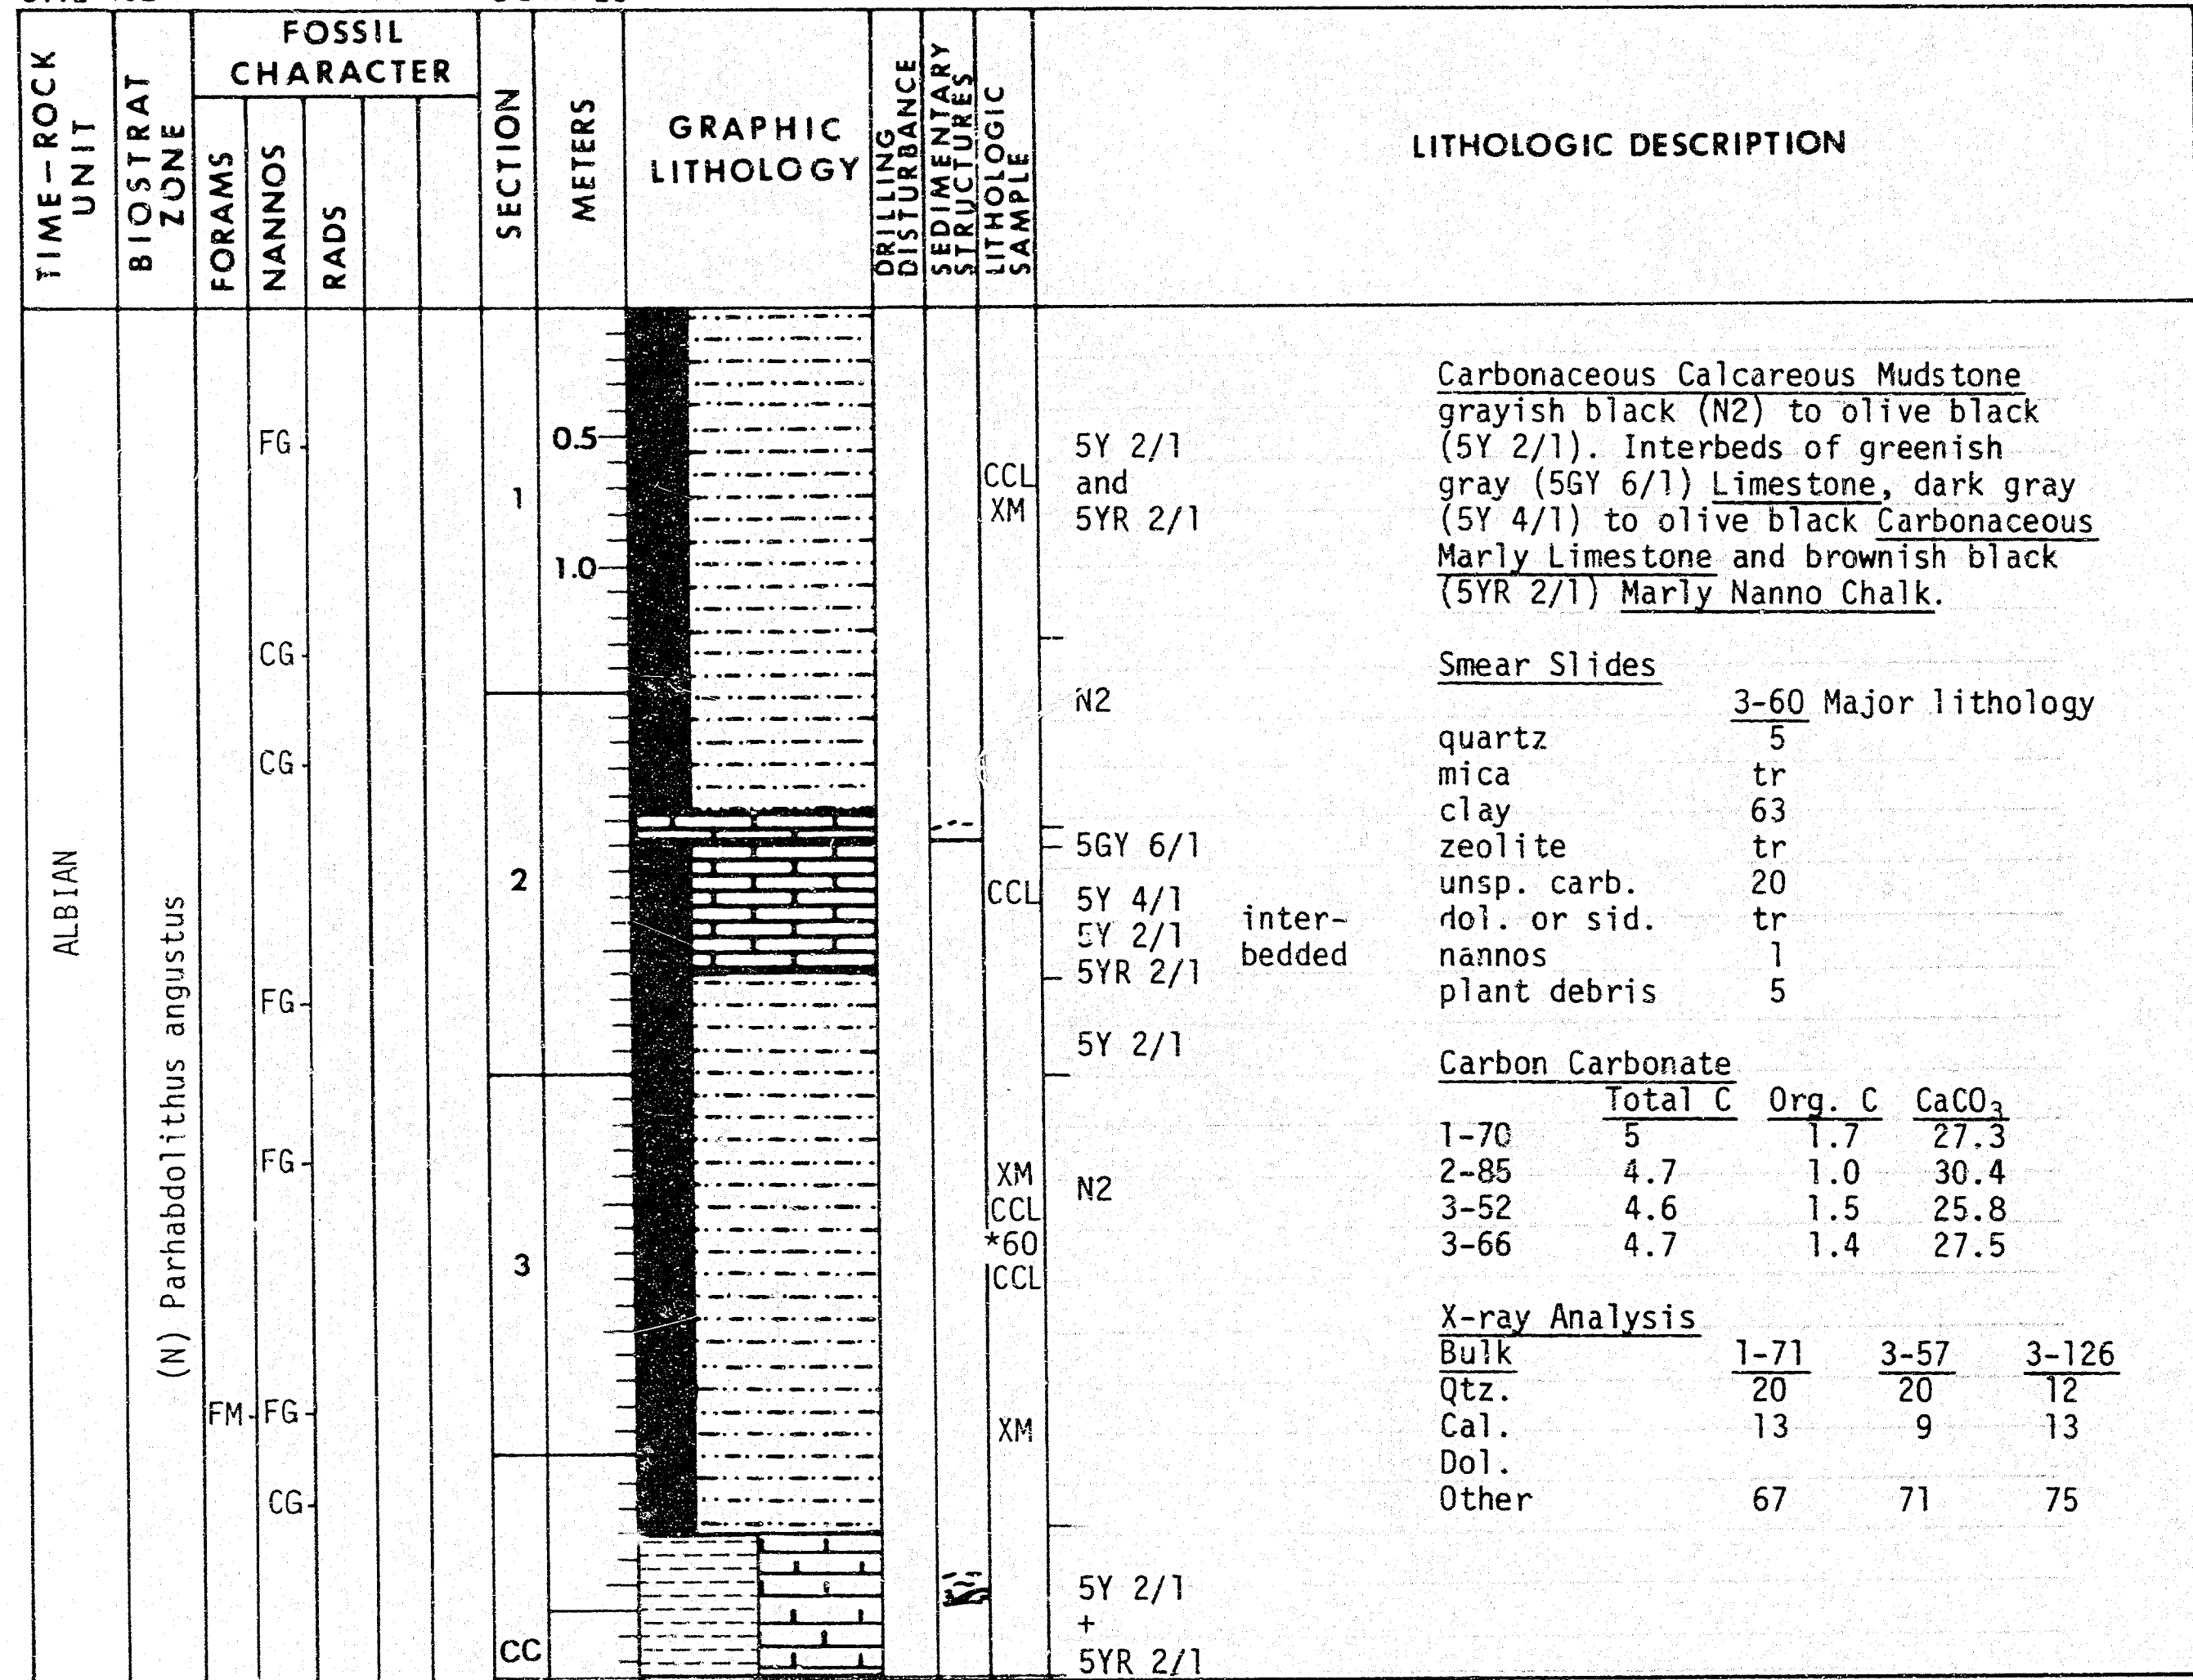 TIME-ROCK UNIT
BIOSTRAT ZONE
FOSSIL CHARACTER
FORAMS
NANNOS
RADS
SECTION
METERS
GRAPHIC LITHOLOGY
DRILLING DISTURBANCE
SEDIMENTARY STRUCTURES
LITHOLOGIC SAMPLE
LITHOLOGIC DESCRIPTION
ALBIAN
(N) Parhabdolithus angustus
FG
CG
CG
FG
FG
FM FG
CG
1
2
3
CC
0.5
1.0
CCL
XM
CCL
XM
CCL
*60
CCL
XM
5Y 2/1
and
5YR 2/1
N2
5GY 6/1
5Y 4/1
5Y 2/1
5YR 2/1
inter-
bedded
5Y 2/1
N2
5Y 2/1
+
5YR 2/1
Carbonaceous Calcareous Mudstone
grayish black (N2) to olive black
(5Y 2/1). Interbeds of greenish
gray (5GY 6/1) Limestone, dark gray
(5Y 4/1) to olive black Carbonaceous
Marly Limestone and brownish black
(5YR 2/1) Marly Nanno Chalk.
Smear Slides
3-60 Major lithology
quartz 5
mica tr
clay 63
zeolite tr
unsp. carb. 20
dol. or sid. tr
nannos 1
plant debris 5
Carbon Carbonate
Total C Org. C CaCO3
1-70 5 1.7 27.3
2-85 4.7 1.0 30.4
3-52 4.6 1.5 25.8
3-66 4.7 1.4 27.5
X-ray Analysis
Bulk 1-71 3-57 3-126
Qtz. 20 20 12
Cal. 13 9 13
Dol.
Other 67 71 75